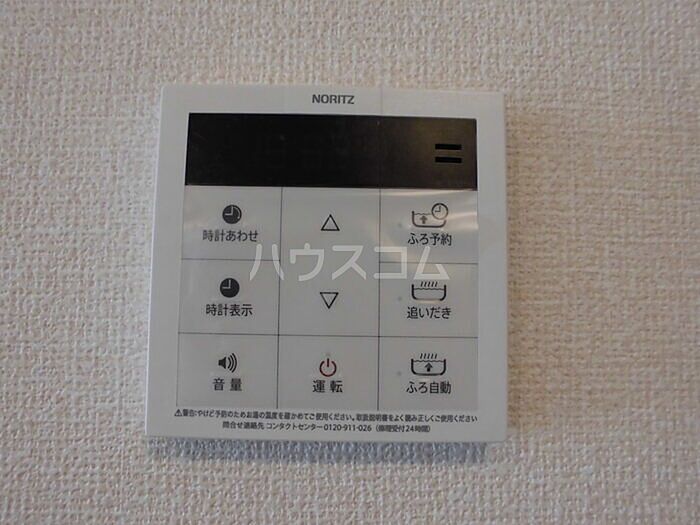 NORITZ
時計あわせ
△
ふろ予約
ハウスコム
時計表示
▽
追いだき
音量
運転
ふろ自動
⚠警告:やけど予防のためお湯の温度を確かめてご使用ください。取扱説明書をよく読み正しくご使用ください。
問合せ連絡先 コンタクトセンター 0120-911-026 (修理受付24時間)